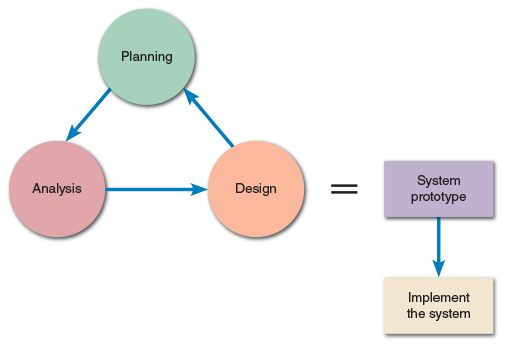 Planning
Analysis
Design
=
System
prototype
Implement
the system